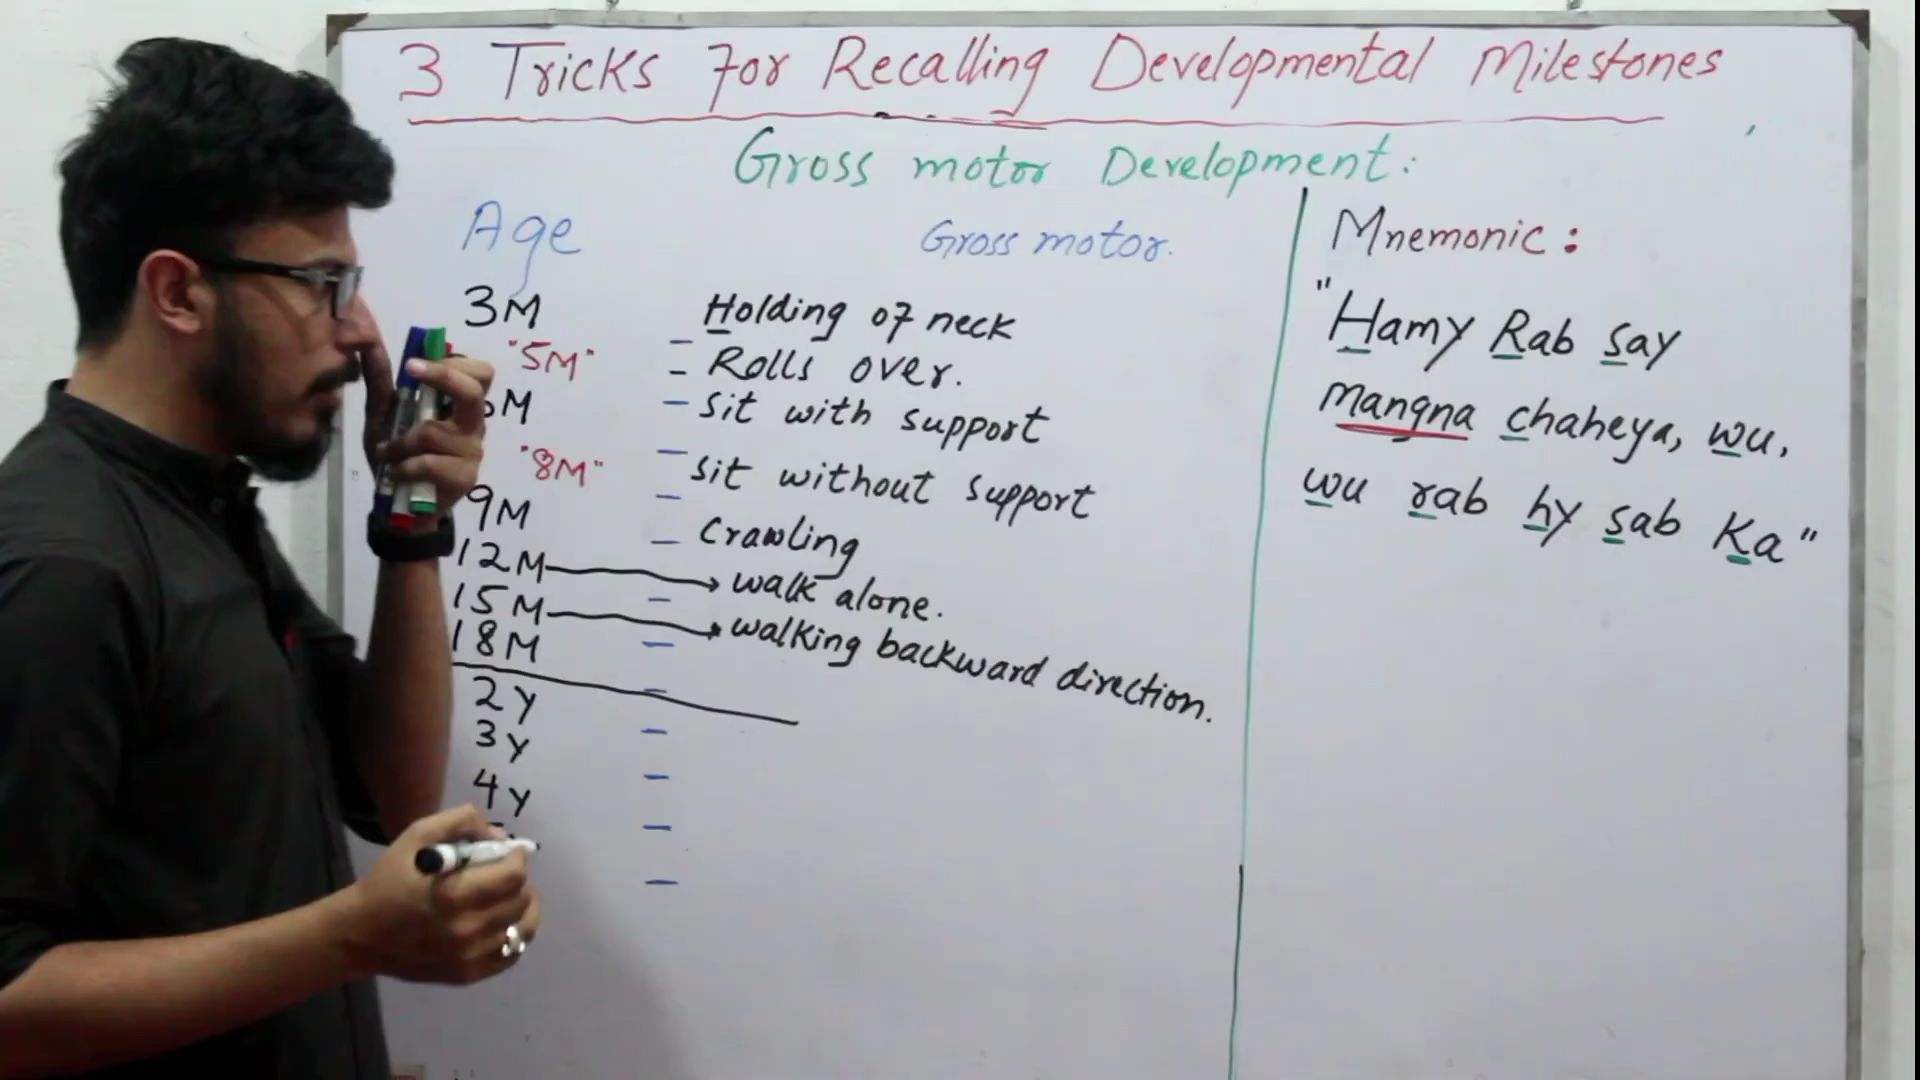 3 Tricks for Recalling Developmental Milestones
Gross motor Development:
Age
Gross motor.
3M
Holding of neck
"5M"
- Rolls over.
M
- Sit with support
"8M"
Sit without support
9M
- Crawling
12M → walk alone.
15M → walking backward direction.
18M
2Y
3Y
4Y
Mnemonic:
"Hamy Rab say
mangna chaheya, wu,
wu rab hy sab Ka"